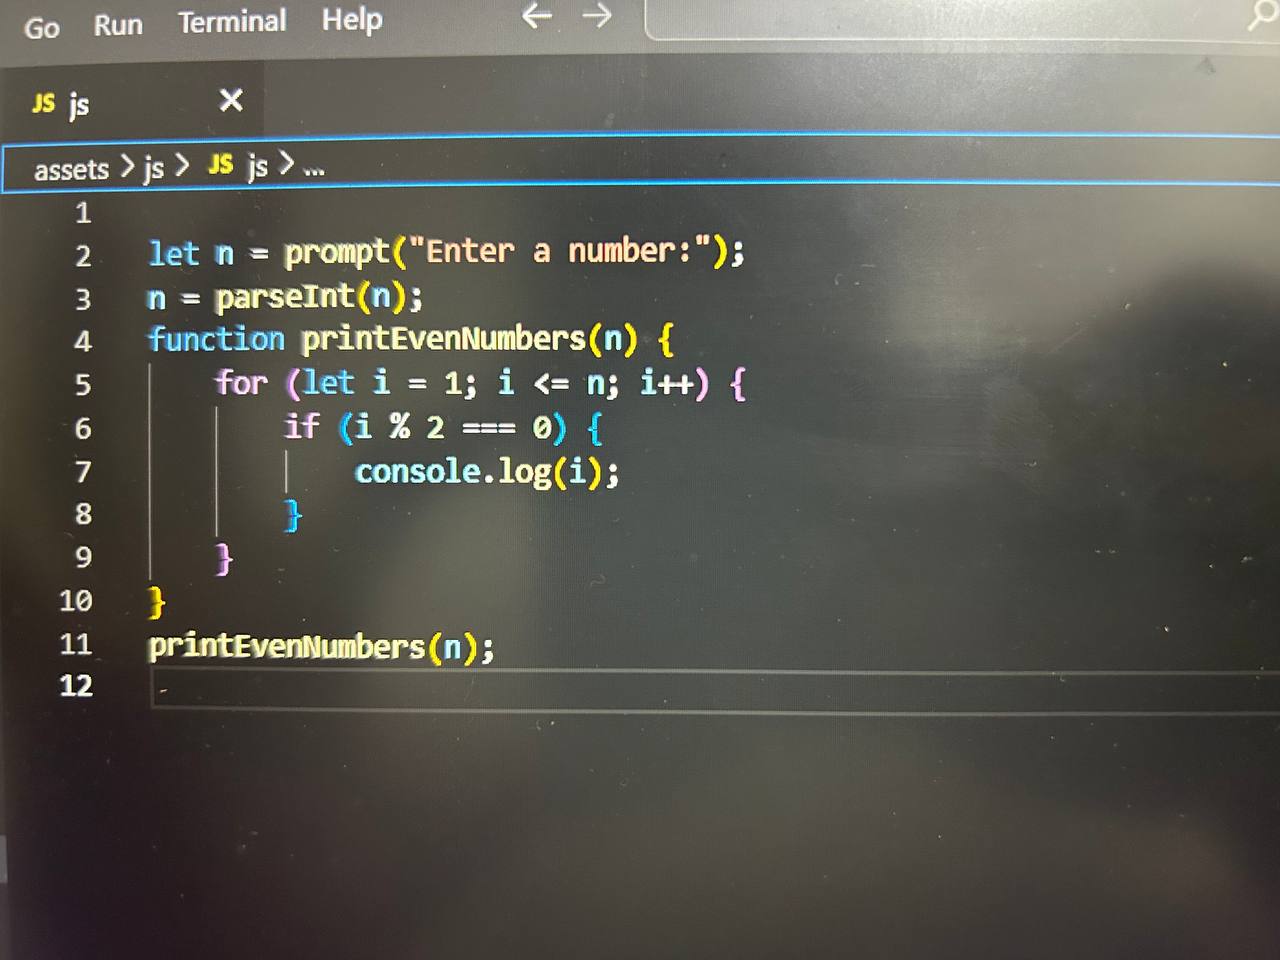 Go Run Terminal Help
JS js
assets > js > JS js > ...
1
2 let n = prompt("Enter a number:");
3 n = parseInt(n);
4 function printEvenNumbers(n) {
5     for (let i = 1; i <= n; i++) {
6         if (i % 2 === 0) {
7             console.log(i);
8         }
9     }
10 }
11 printEvenNumbers(n);
12